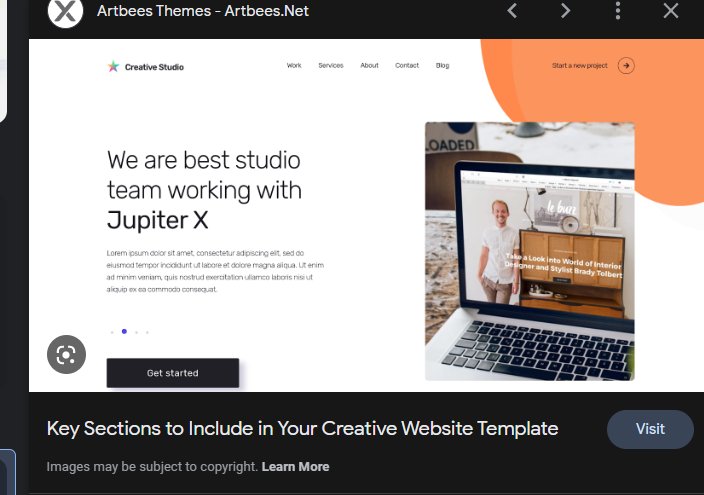 Artbees Themes - Artbees.Net
Creative Studio
Work Services About Contact Blog
Start a new project
We are best studio
team working with
Jupiter X
Lorem ipsum dolor sit amet, consectetur adipiscing elit, sed do
eiusmod tempor incididunt ut labore et dolore magna aliqua. Ut enim
ad minim veniam, quis nostrud exercitation ullamco laboris nisi ut
aliquip ex ea commodo consequat.
Get started
LOADED
le buzz
Take a Look Into World of Interior
Designer and Stylist Brady Tolbert
Key Sections to Include in Your Creative Website Template
Visit
Images may be subject to copyright. Learn More